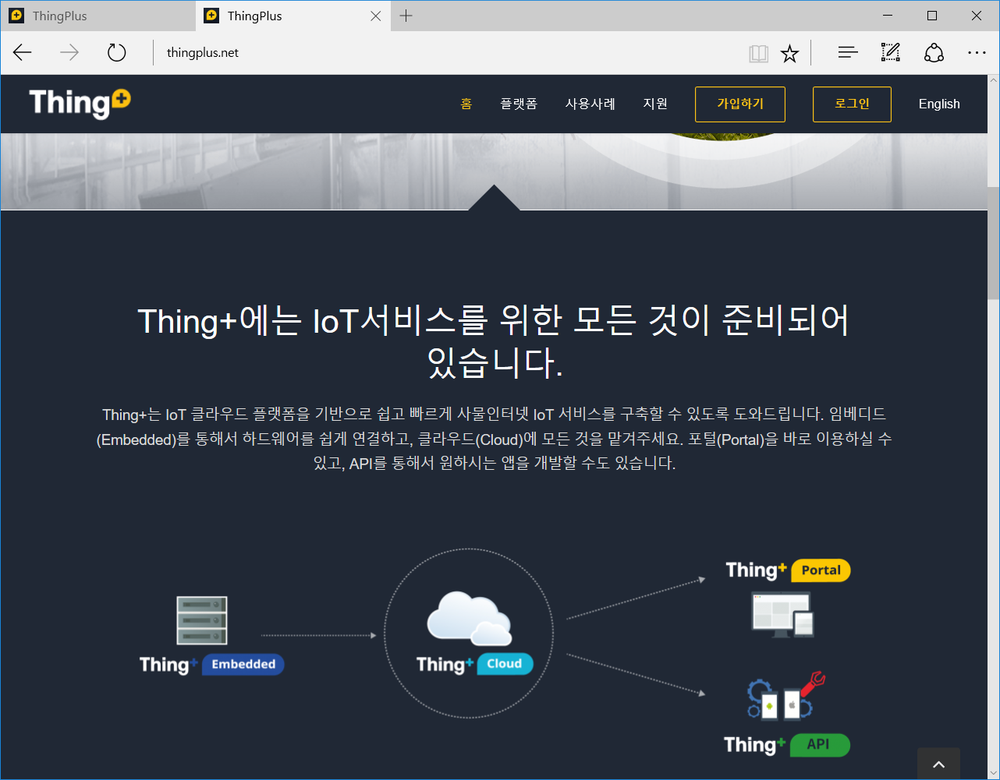 ThingPlus
ThingPlus
thingplus.net
Thing+
홈 플랫폼 사용사례 지원 가입하기 로그인 English
Thing+에는 IoT서비스를 위한 모든 것이 준비되어
있습니다.
Thing+는 IoT 클라우드 플랫폼을 기반으로 쉽고 빠르게 사물인터넷 IoT 서비스를 구축할 수 있도록 도와드립니다. 임베디드
(Embedded)를 통해서 하드웨어를 쉽게 연결하고, 클라우드(Cloud)에 모든 것을 맡겨주세요. 포털(Portal)을 바로 이용하실 수
있고, API를 통해서 원하시는 앱을 개발할 수도 있습니다.
Thing+ Portal
Thing+ Embedded
Thing+ Cloud
Thing+ API